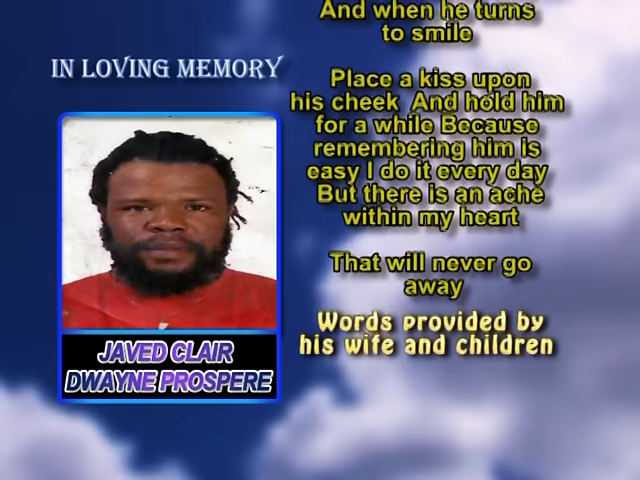 IN LOVING MEMORY
JAVED CLAIR
DWAYNE PROSPERE
And when he turns
to smile
Place a kiss upon
his cheek And hold him
for a while Because
remembering him is
easy I do it every day
But there is an ache
within my heart
That will never go
away
Words provided by
his wife and children